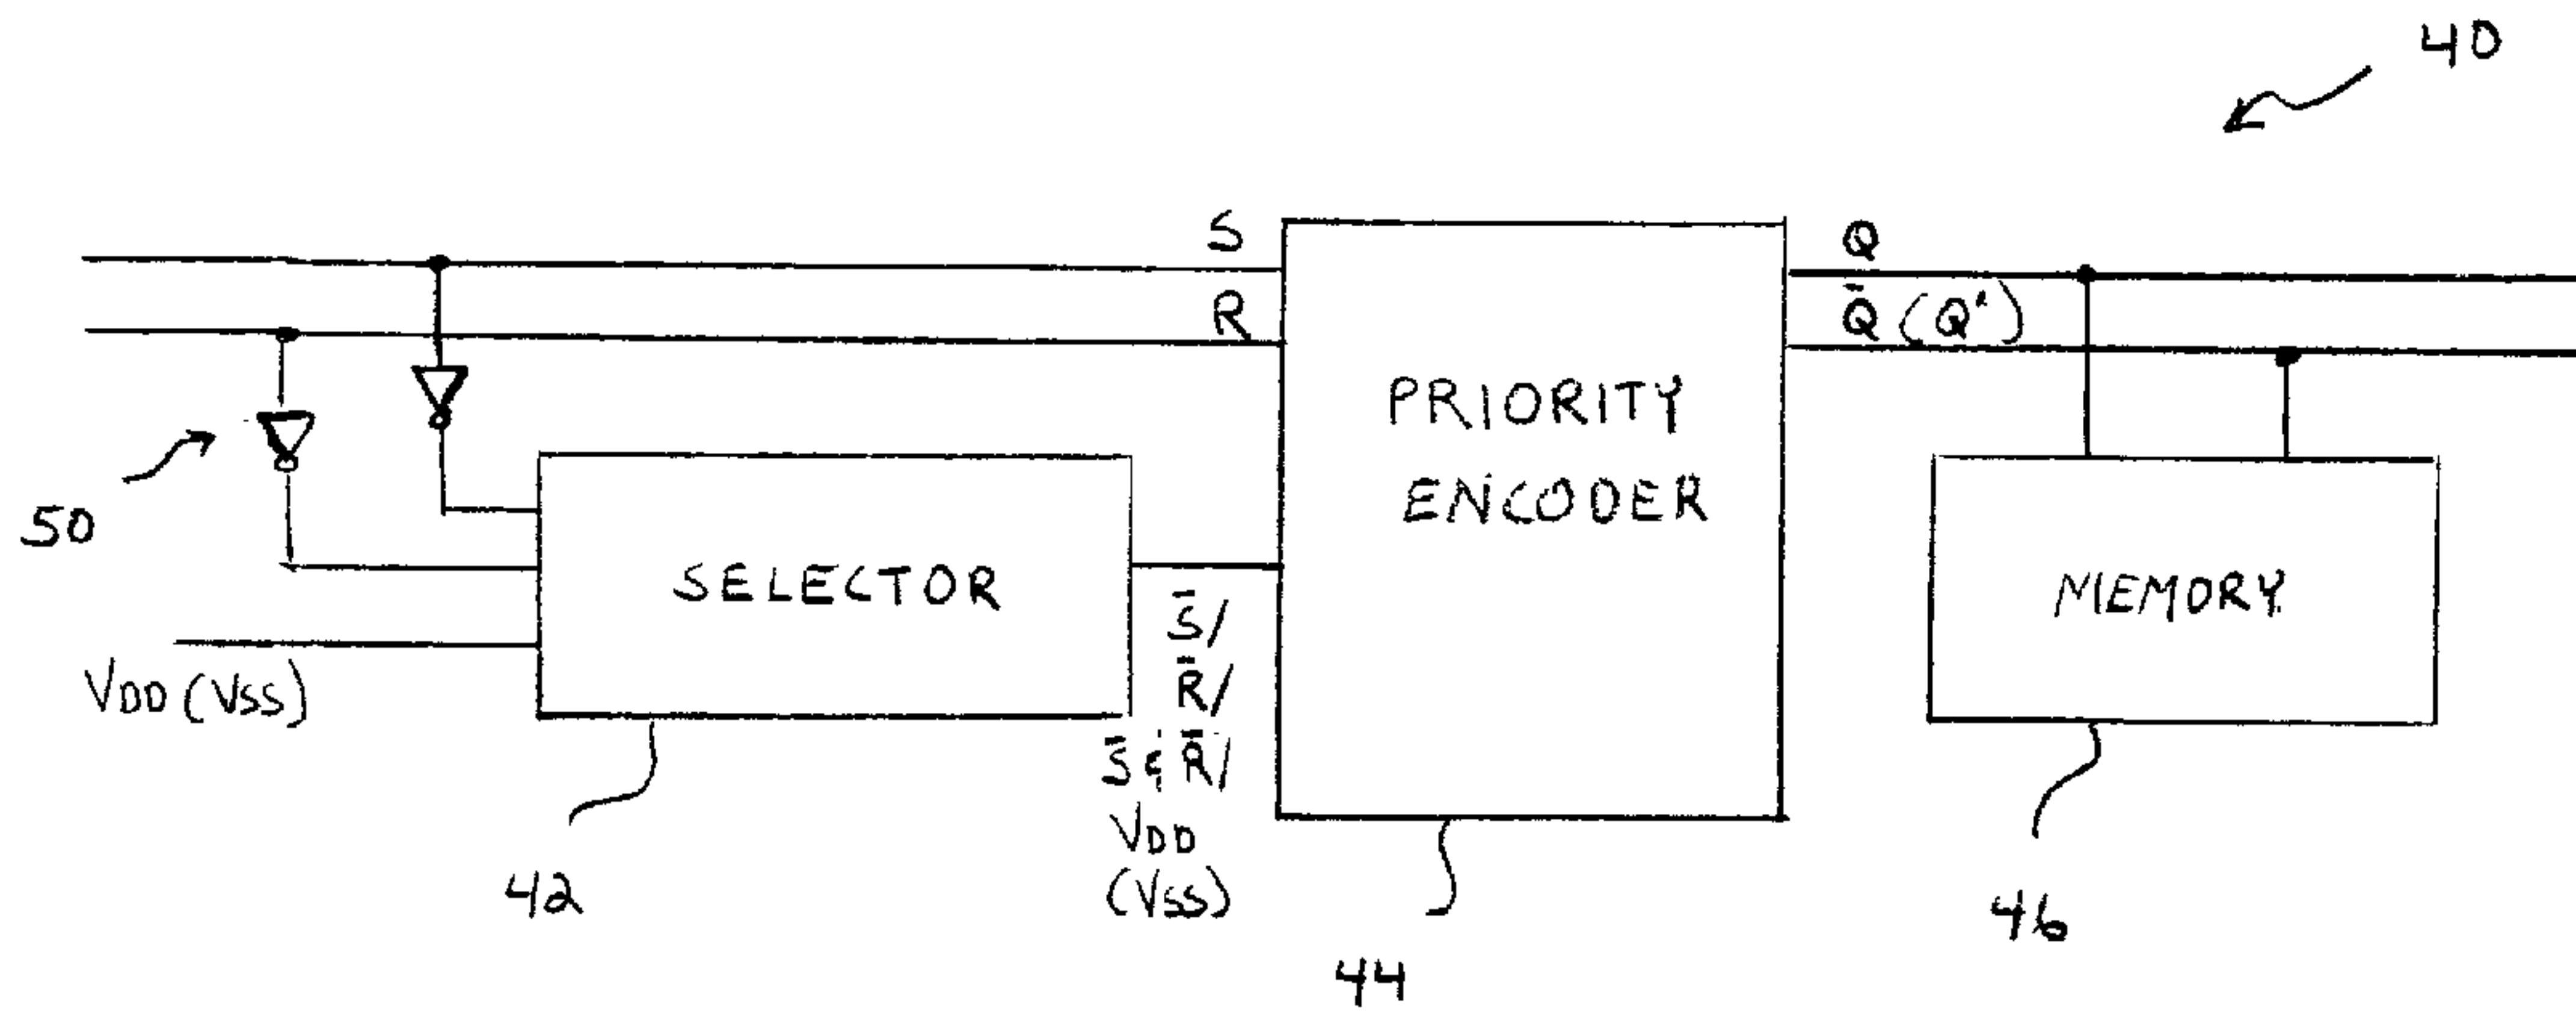 40
S
R
Q
Q̄ (Q')
PRIORITY
ENCODER
50
SELECTOR
MEMORY
VDD (VSS)
S̄/
R̄/
S̄ & R̄/
VDD
(VSS)
42
44
46